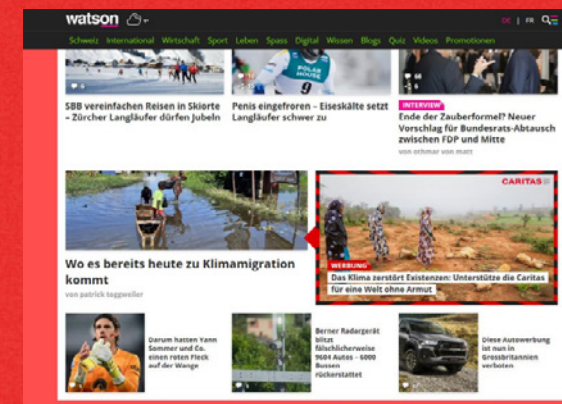 watson
DE | FR
Schweiz International Wirtschaft Sport Leben Spass Digital Wissen Blogs Quiz Videos Promotionen
POLAR
HOUSE
9
SBB vereinfachen Reisen in Skiorte
– Zürcher Langläufer dürfen jubeln
Penis eingefroren – Eiseskälte setzt
Langläufer schwer zu
INTERVIEW
Ende der Zauberformel? Neuer
Vorschlag für Bundesrats-Abtausch
zwischen FDP und Mitte
von othmar von matt
Wo es bereits heute zu Klimamigration
kommt
von patrick toggweiler
CARITAS
WERBUNG
Das Klima zerstört Existenzen: Unterstütze die Caritas
für eine Welt ohne Armut
Darum hatten Yann
Sommer und Co.
einen roten Fleck
auf der Wange
Berner Radargerät
blitzt
fälschlicherweise
9604 Autos – 6000
Bussen
rückerstattet
Diese Autowerbung
ist nun in
Grossbritannien
verboten